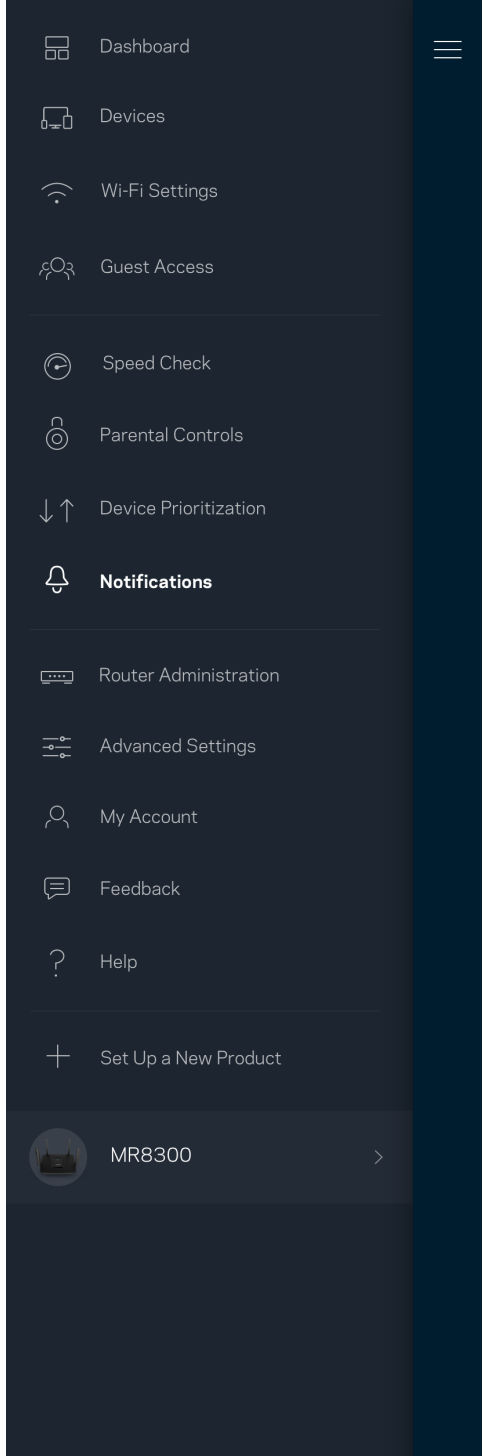 Dashboard
Devices
Wi-Fi Settings
Guest Access
Speed Check
Parental Controls
Device Prioritization
Notifications
Router Administration
Advanced Settings
My Account
Feedback
Help
Set Up a New Product
MR8300